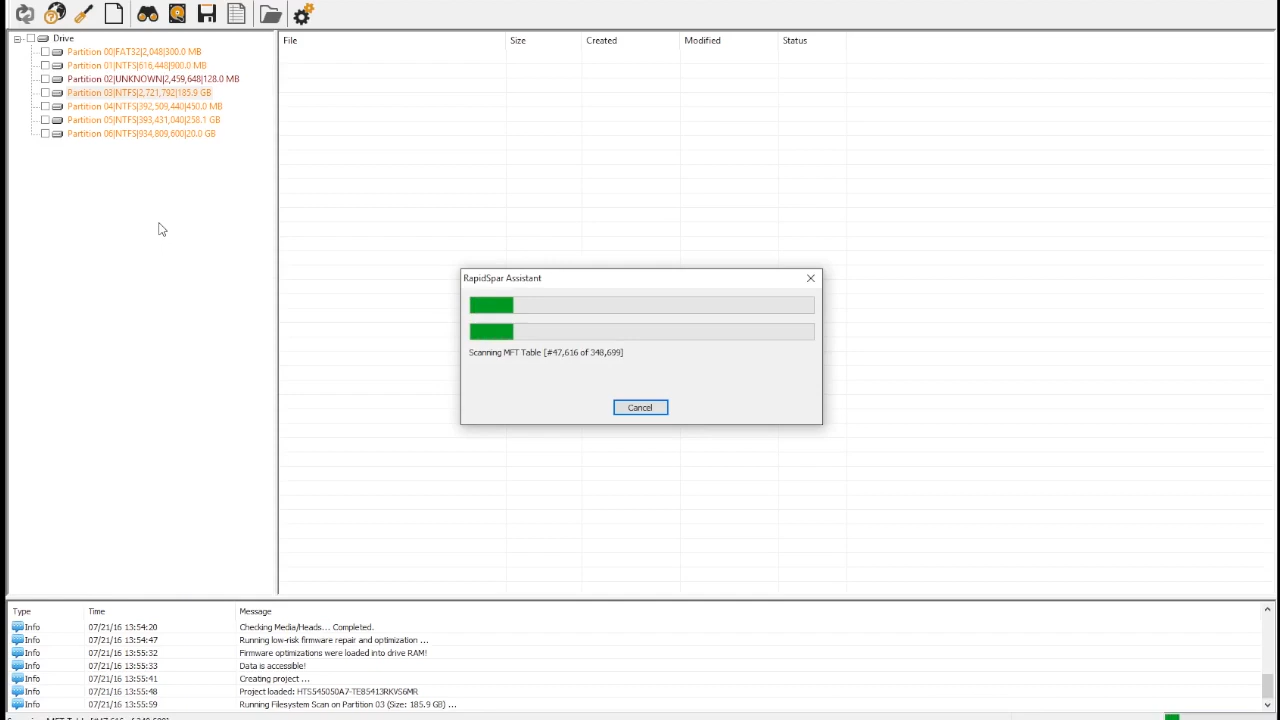 File Size Created Modified Status
Drive
Partition 00|FAT32|2,048|300.0 MB
Partition 01|NTFS|616,448|900.0 MB
Partition 02|UNKNOWN|2,459,648|128.0 MB
Partition 03|NTFS|2,721,792|185.9 GB
Partition 04|NTFS|392,509,440|450.0 MB
Partition 05|NTFS|393,431,040|258.1 GB
Partition 06|NTFS|934,809,600|20.0 GB
RapidSpar Assistant
Scanning MFT Table [#47,616 of 348,699]
Cancel
Type Time Message
Info 07/21/16 13:54:20 Checking Media/Heads... Completed.
Info 07/21/16 13:54:47 Running low-risk firmware repair and optimization ...
Info 07/21/16 13:55:32 Firmware optimizations were loaded into drive RAM!
Info 07/21/16 13:55:33 Data is accessible!
Info 07/21/16 13:55:41 Creating project ...
Info 07/21/16 13:55:48 Project loaded: HTS545050A7-TE85413RKVS6MR
Info 07/21/16 13:55:59 Running Filesystem Scan on Partition 03 (Size: 185.9 GB) ...
Scanning MFT Table [#47,616 of 348,699]